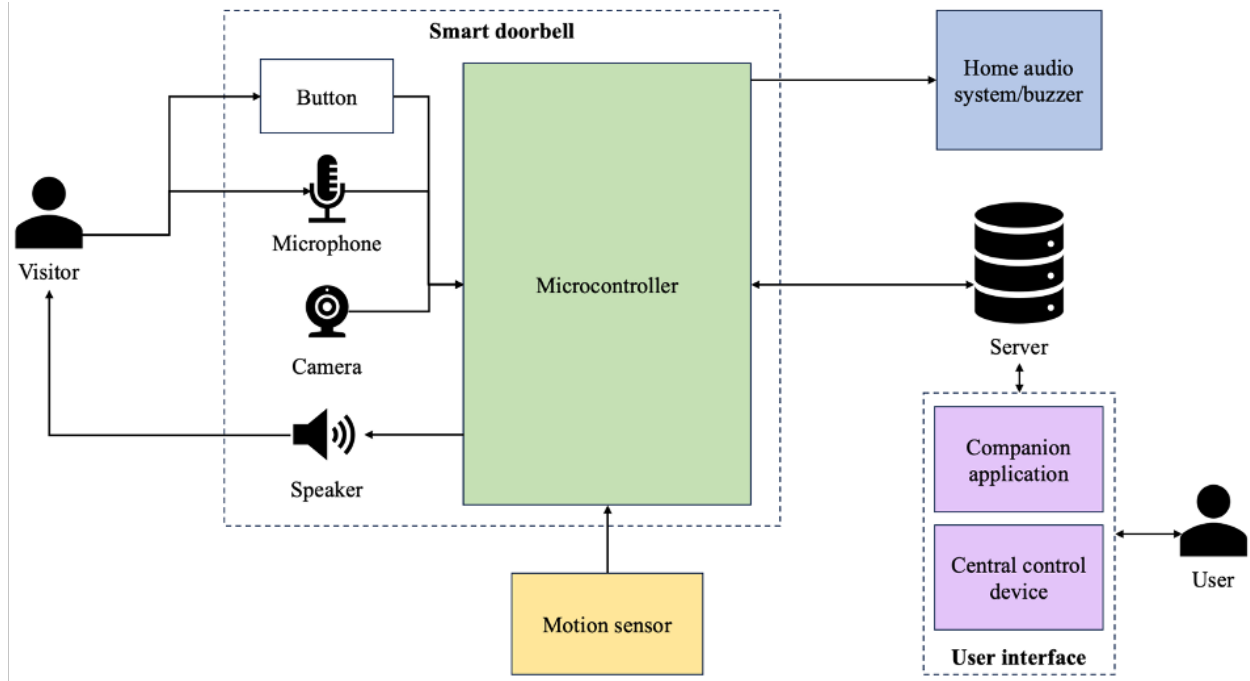 Smart doorbell
Button
Home audio
system/buzzer
Microphone
Visitor
Microcontroller
Camera
Server
Speaker
Companion
application
Central control
device
User
Motion sensor
User interface